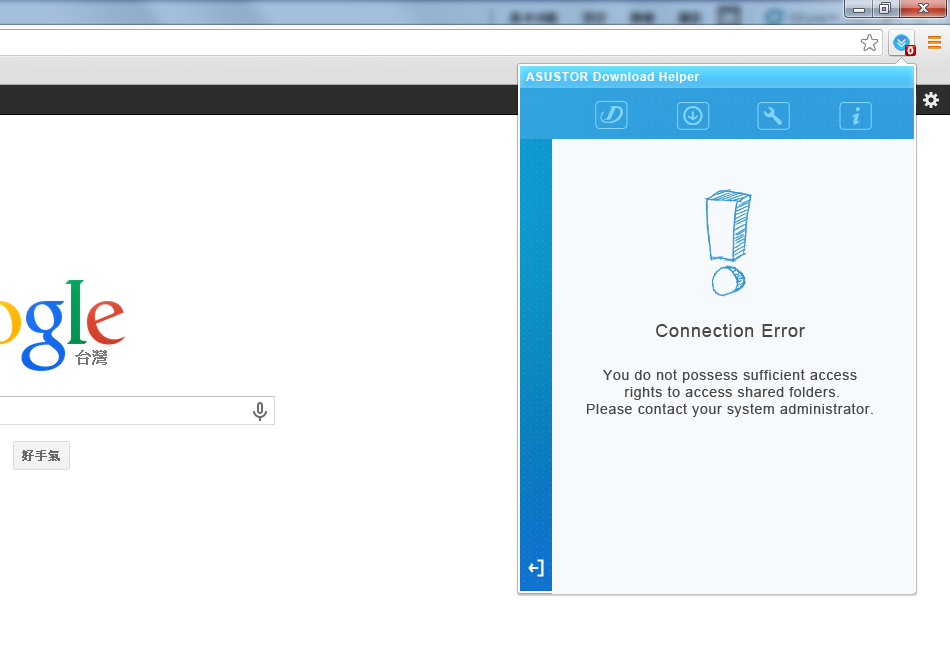 0
ASUSTOR Download Helper
Connection Error
You do not possess sufficient access
rights to access shared folders.
Please contact your system administrator.
ogle
台灣
好手氣